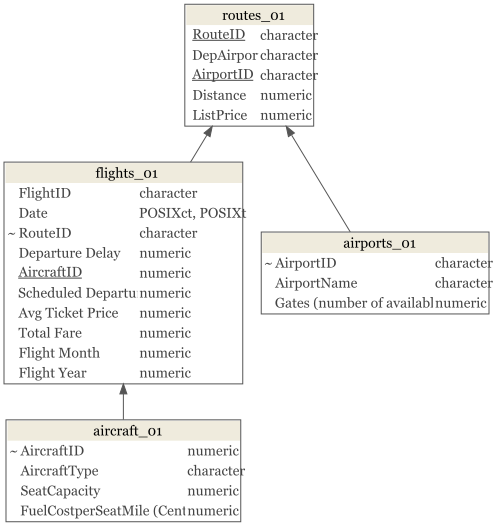 routes_01
RouteID character
DepAirpor character
AirportID character
Distance numeric
ListPrice numeric
flights_01
FlightID character
Date POSIXct, POSIXt
~ RouteID character
Departure Delay numeric
AircraftID numeric
Scheduled Departu numeric
Avg Ticket Price numeric
Total Fare numeric
Flight Month numeric
Flight Year numeric
airports_01
~ AirportID character
AirportName character
Gates (number of availabl numeric
aircraft_01
~ AircraftID numeric
AircraftType character
SeatCapacity numeric
FuelCostperSeatMile (Cent numeric